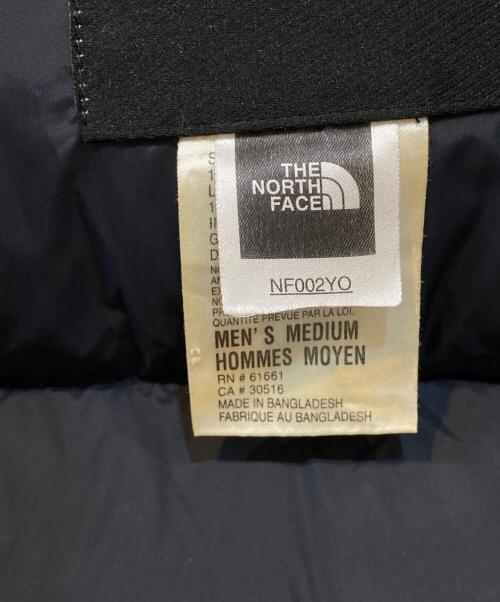 THE
NORTH
FACE
NF002YO
QUANTITÉ PRÉVUE PAR LA LOI.
MEN'S MEDIUM
HOMMES MOYEN
RN # 61661
CA # 30516
MADE IN BANGLADESH
FABRIQUE AU BANGLADESH